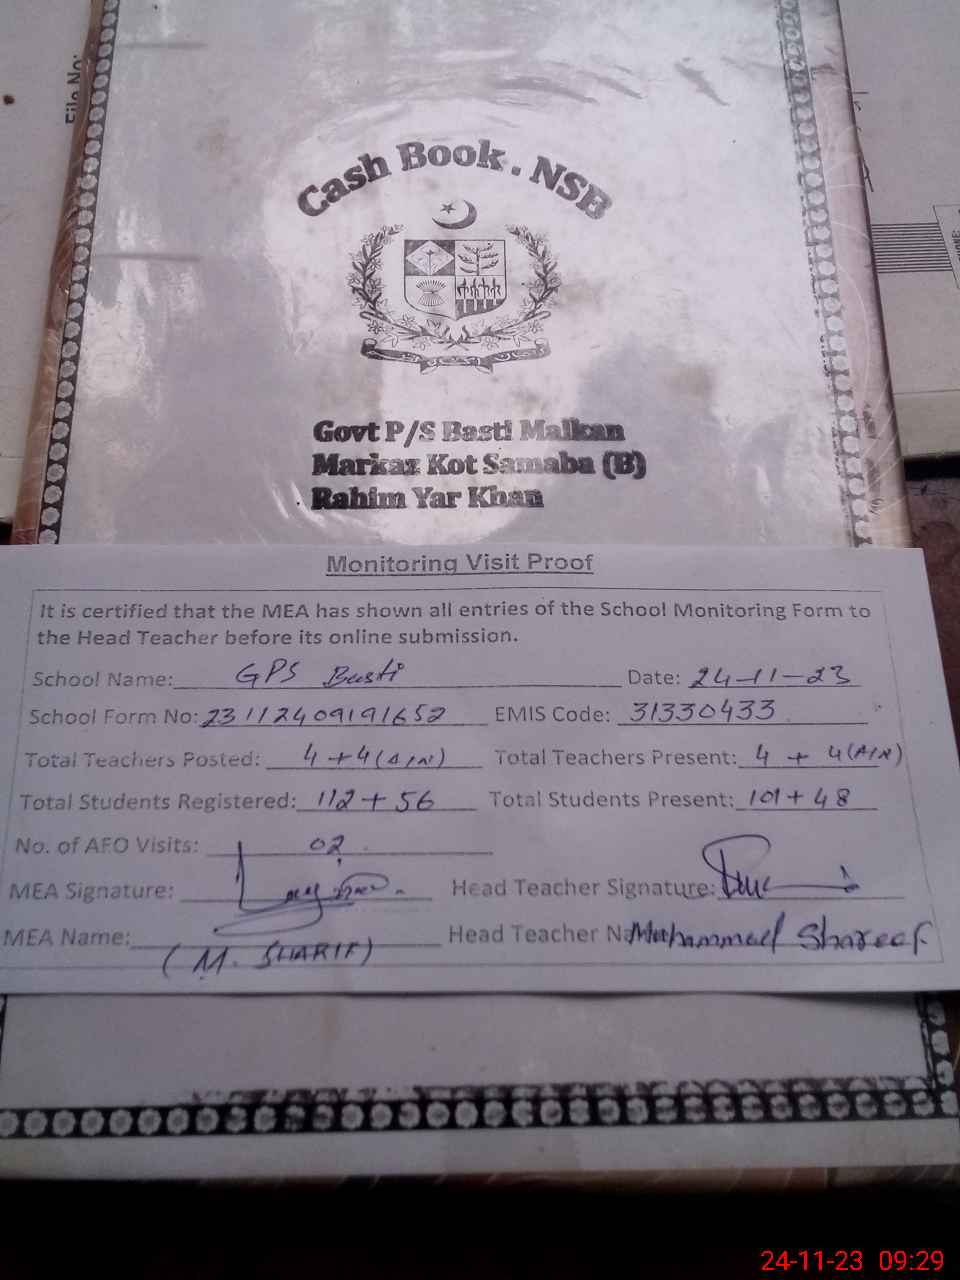 File No:
Cash Book . NSB
Govt P/S Basti Malkan
Markaz Kot Samaba (B)
Rahim Yar Khan
Monitoring Visit Proof
It is certified that the MEA has shown all entries of the School Monitoring Form to
the Head Teacher before its online submission.
School Name: GPS Basti Date: 24-11-23
School Form No: 23112409191652 EMIS Code: 31330433
Total Teachers Posted: 4+4(A/N) Total Teachers Present: 4 + 4(A/N)
Total Students Registered: 112+56 Total Students Present: 101+48
No. of AEO Visits: 02
MEA Signature: Head Teacher Signature:
MEA Name: Head Teacher Muhammad Shareef
(M. SHARIF)
24-11-23 09:29